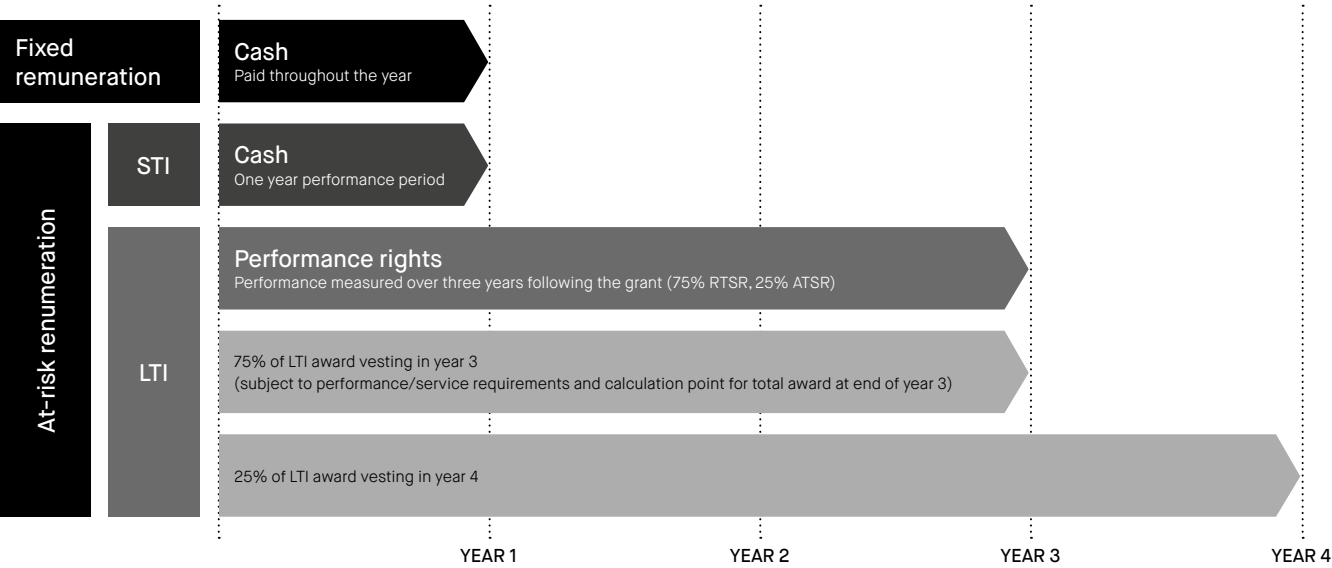 Fixed
remuneration
Cash
Paid throughout the year
At-risk renumeration
STI
Cash
One year performance period
LTI
Performance rights
Performance measured over three years following the grant (75% RTSR, 25% ATSR)
75% of LTI award vesting in year 3
(subject to performance/service requirements and calculation point for total award at end of year 3)
25% of LTI award vesting in year 4
YEAR 1
YEAR 2
YEAR 3
YEAR 4